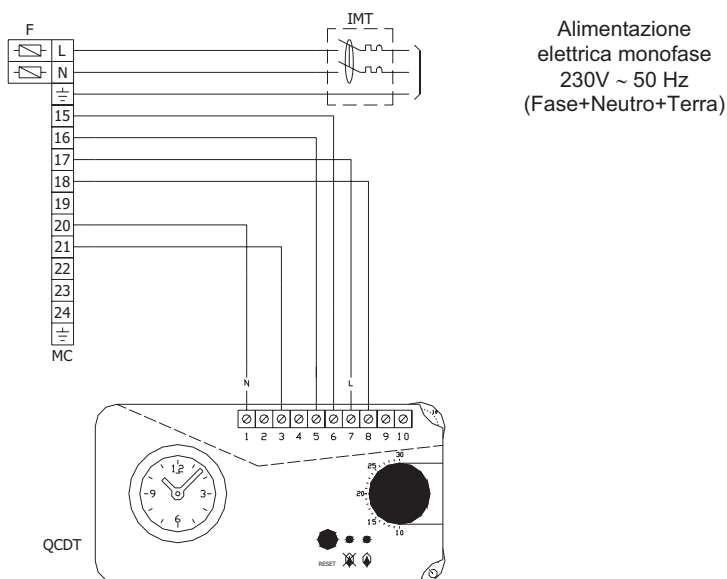 IMT
Alimentazione
elettrica monofase
230V ~ 50 Hz
(Fase+Neutro+Terra)
F
L
N
15
16
17
18
19
20
21
22
23
24
MC
N L
1 2 3 4 5 6 7 8 9 10
12
9 3
6
30
25
20
15
10
QCDT
RESET